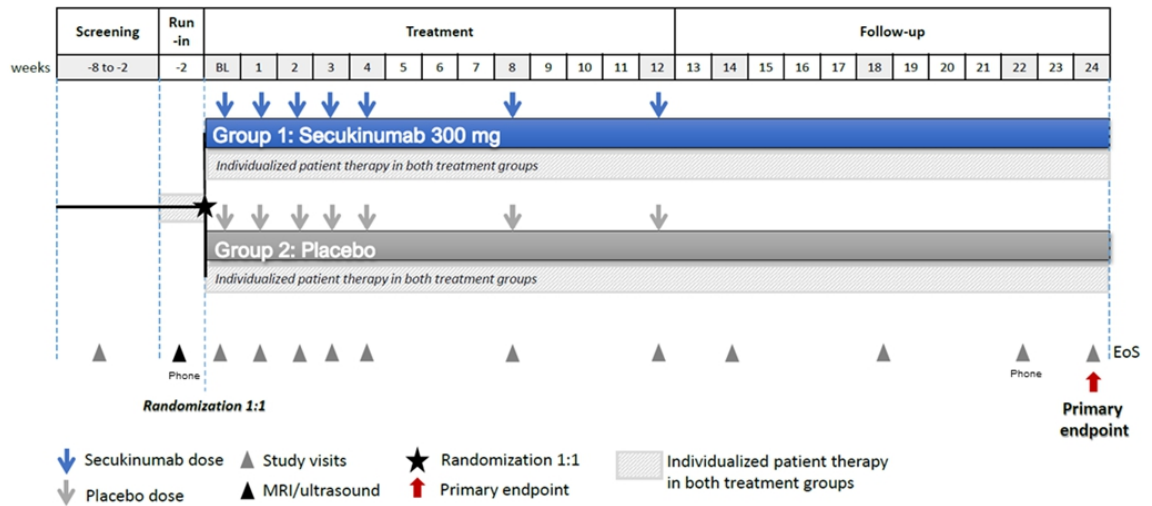 Screening Run -in Treatment Follow-up
weeks -8 to -2 -2 BL 1 2 3 4 5 6 7 8 9 10 11 12 13 14 15 16 17 18 19 20 21 22 23 24
Group 1: Secukinumab 300 mg
Individualized patient therapy in both treatment groups
Group 2: Placebo
Individualized patient therapy in both treatment groups
EoS
Phone Phone
Randomization 1:1
Primary
endpoint
Secukinumab dose Study visits Randomization 1:1 Individualized patient therapy
in both treatment groups
Placebo dose MRI/ultrasound Primary endpoint